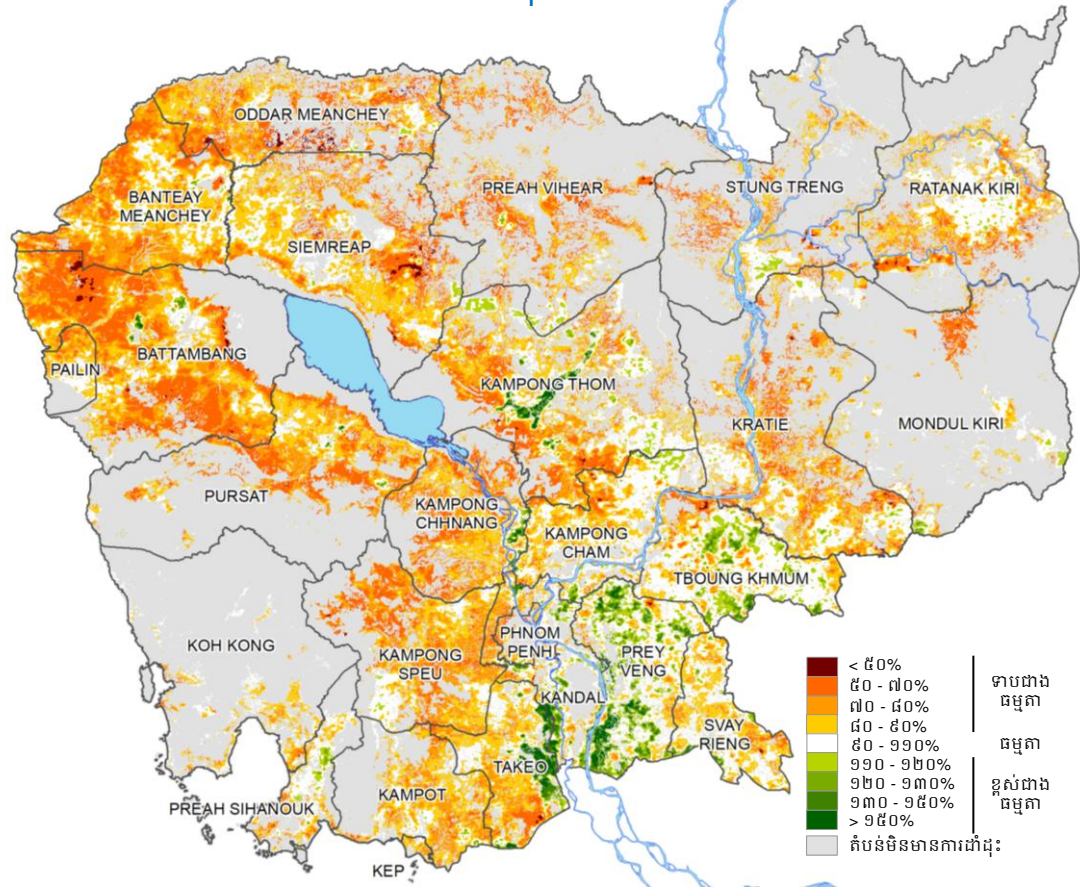 ODDAR MEANCHEY
BANTEAY
MEANCHEY
PREAH VIHEAR
STUNG TRENG
RATANAK KIRI
SIEMREAP
BATTAMBANG
PAILIN
KAMPONG THOM
KRATIE
MONDUL KIRI
PURSAT
KAMPONG
CHHNANG
KAMPONG
CHAM
TBOUNG KHMUM
KOH KONG
KAMPONG
SPEU
PHNOM
PENH
PREY
VENG
KANDAL
SVAY
RIENG
TAKEO
KAMPOT
PREAH SIHANOUK
KEP
< ៥០%
៥០ - ៧០%
៧០ - ៨០%
៨០ - ៩០%
ទាបជាង
ធម្មតា
៩០ - ១១០%
ធម្មតា
១១០ - ១២០%
១២០ - ១៣០%
១៣០ - ១៥០%
> ១៥០%
ខ្ពស់ជាង
ធម្មតា
តំបន់មិនមានការដាំដុះ